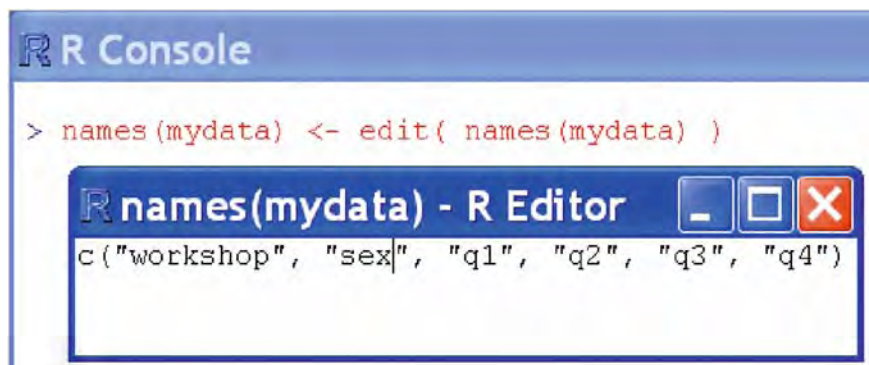 R R Console
> names(mydata) <- edit( names(mydata) )
R names(mydata) - R Editor
c("workshop", "sex", "q1", "q2", "q3", "q4")